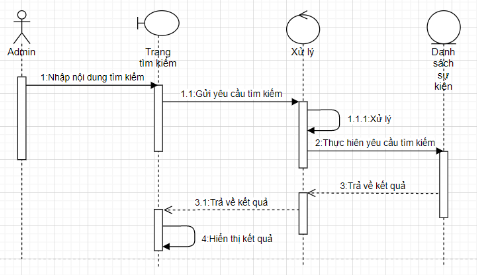 Admin
Trang
tìm kiếm
Xử lý
Danh
sách
sự
kiện
1:Nhập nội dung tìm kiếm
1.1:Gửi yêu cầu tìm kiếm
1.1.1:Xử lý
2:Thực hiện yêu cầu tìm kiếm
3:Trả về kết quả
3.1:Trả về kết quả
4:Hiển thị kết quả